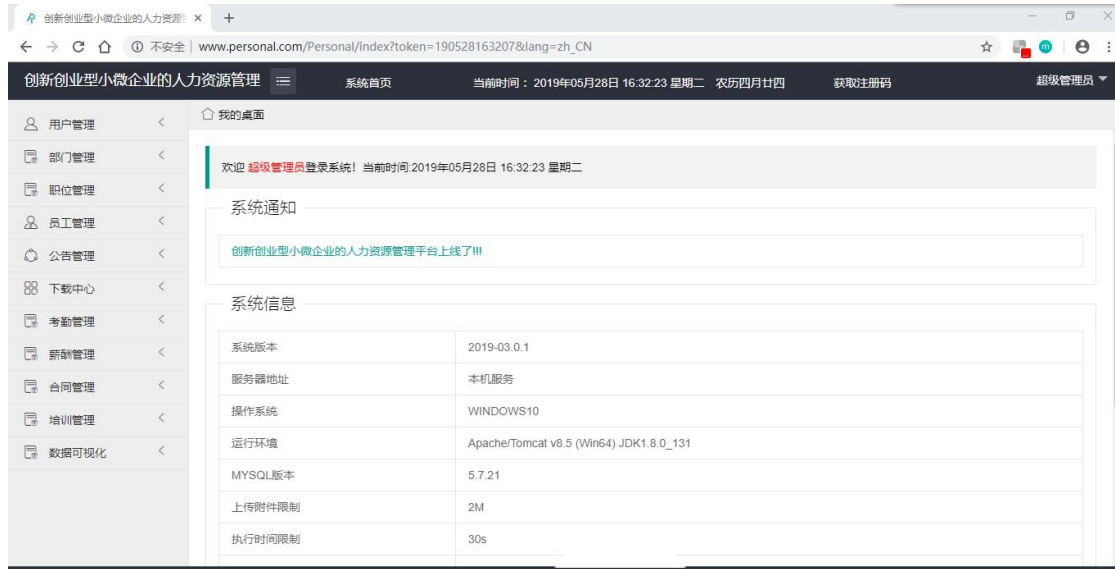 创新创业型小微企业的人力资源
不安全 | www.personal.com/Personal/index?token=190528163207&lang=zh_CN
创新创业型小微企业的人力资源管理 系统首页 当前时间： 2019年05月28日 16:32:23 星期二 农历四月廿四 获取注册码 超级管理员
我的桌面
用户管理
部门管理
职位管理
员工管理
公告管理
下载中心
考勤管理
薪酬管理
合同管理
培训管理
数据可视化
欢迎 超级管理员登录系统！当前时间:2019年05月28日 16:32:23 星期二
系统通知
创新创业型小微企业的人力资源管理平台上线了!!!
系统信息
系统版本 2019-03.0.1
服务器地址 本机服务
操作系统 WINDOWS10
运行环境 Apache/Tomcat v8.5 (Win64) JDK1.8.0_131
MYSQL版本 5.7.21
上传附件限制 2M
执行时间限制 30s